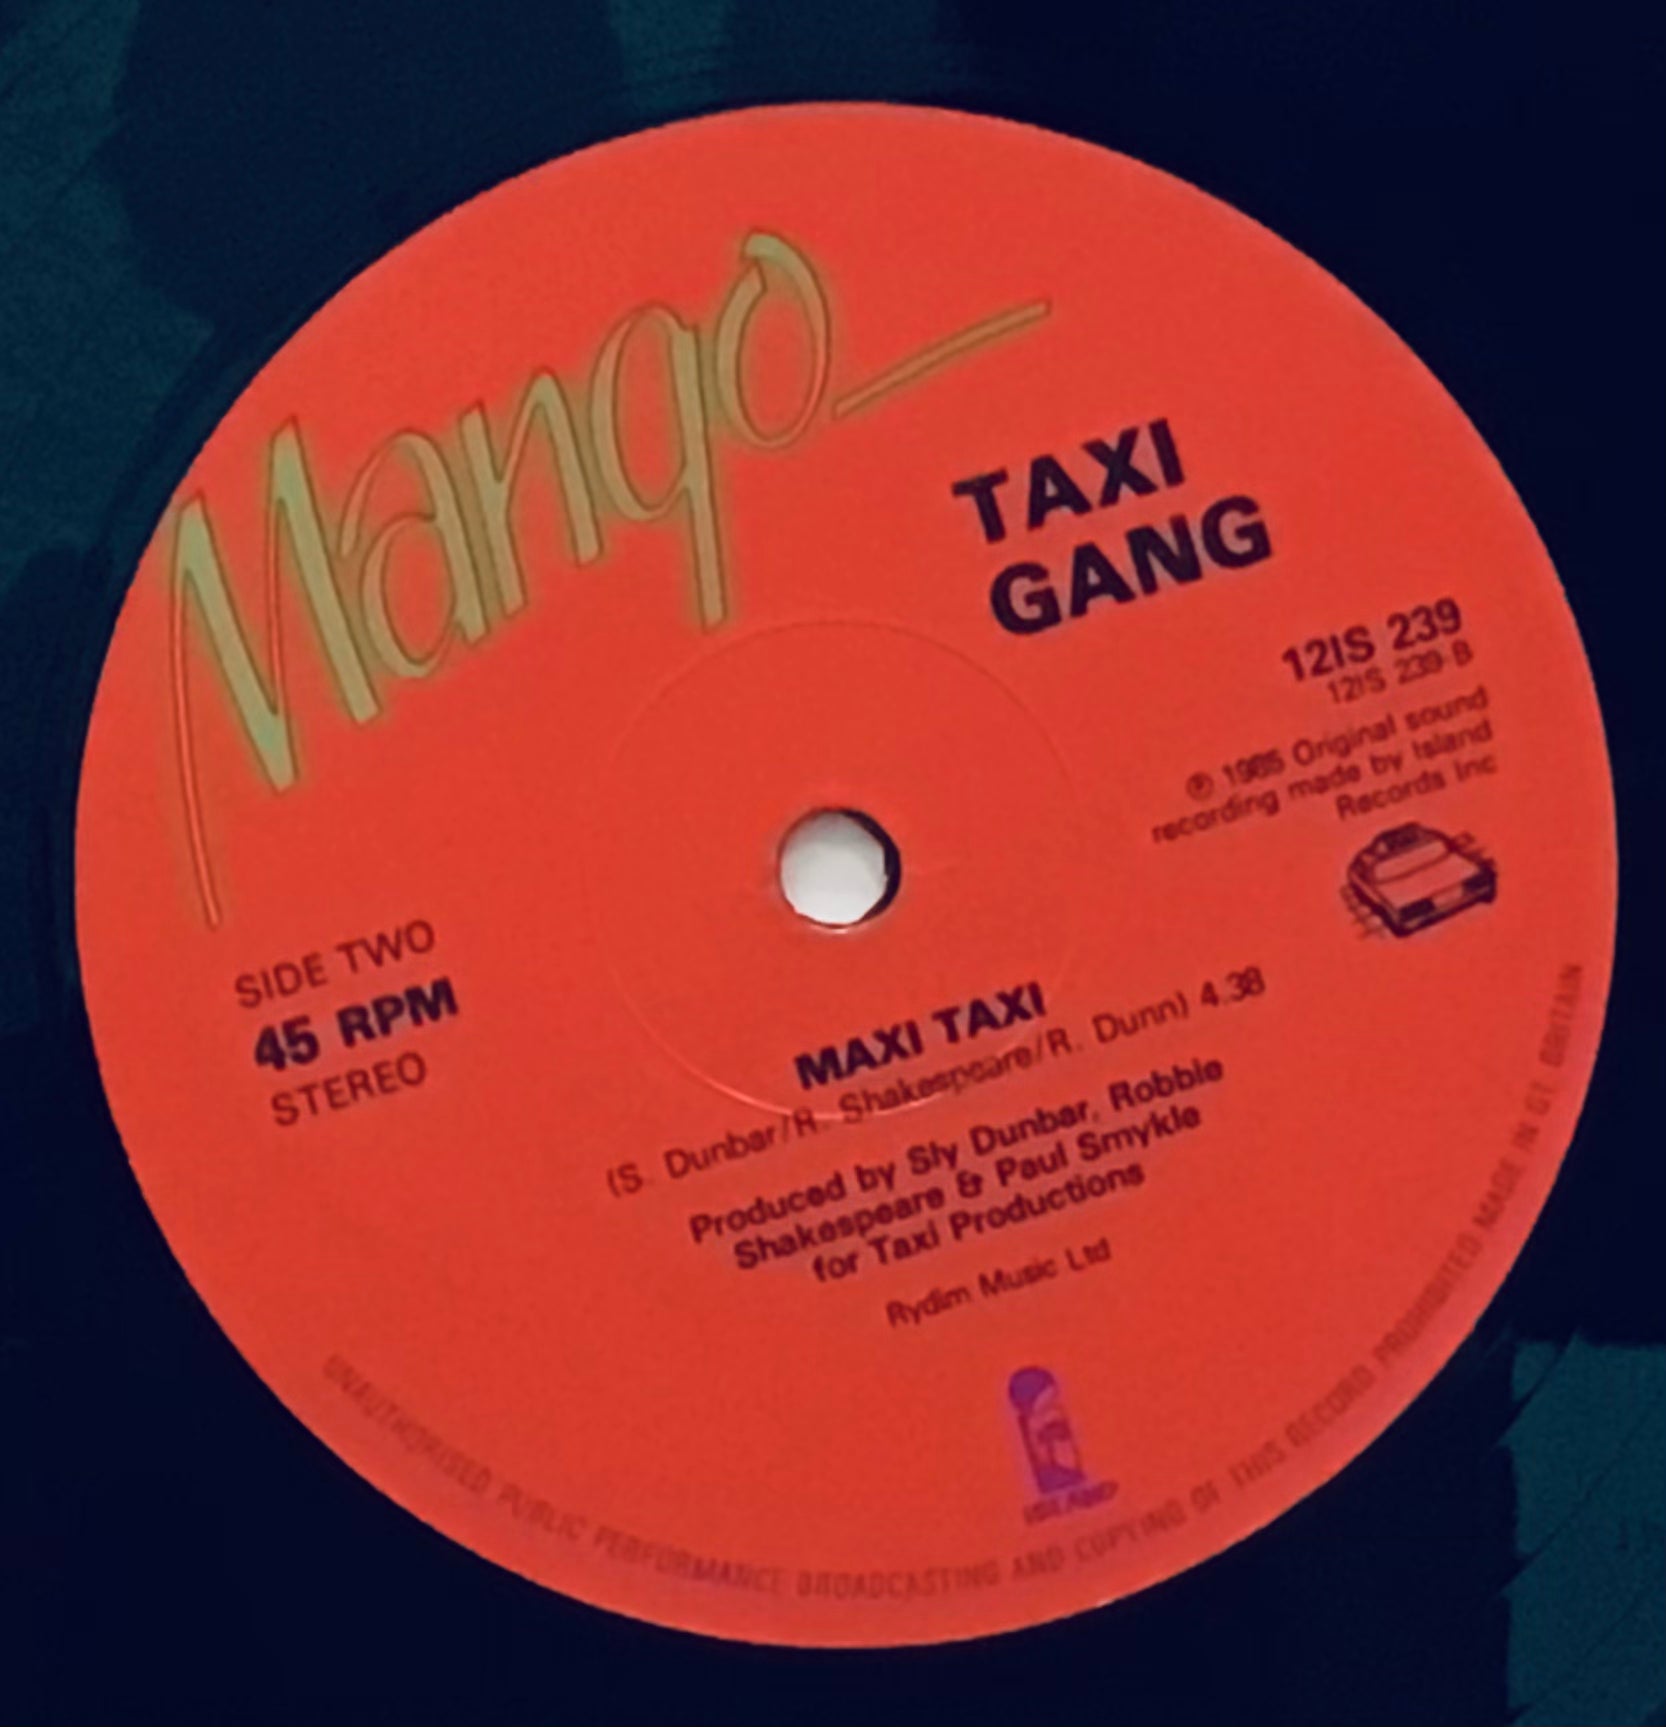 Mango
TAXI
GANG
12IS 239
12IS 239-B
℗ 1985 Original sound
recording made by Island
Records Inc
SIDE TWO
45 RPM
STEREO
MAXI TAXI
(S. Dunbar/R. Shakespeare/R. Dunn) 4.38
Produced by Sly Dunbar, Robbie
Shakespeare & Paul Smykle
for Taxi Productions
Rydim Music Ltd
ISLAND
UNAUTHORISED PUBLIC PERFORMANCE BROADCASTING AND COPYING OF THIS RECORD PROHIBITED MADE IN GT. BRITAIN